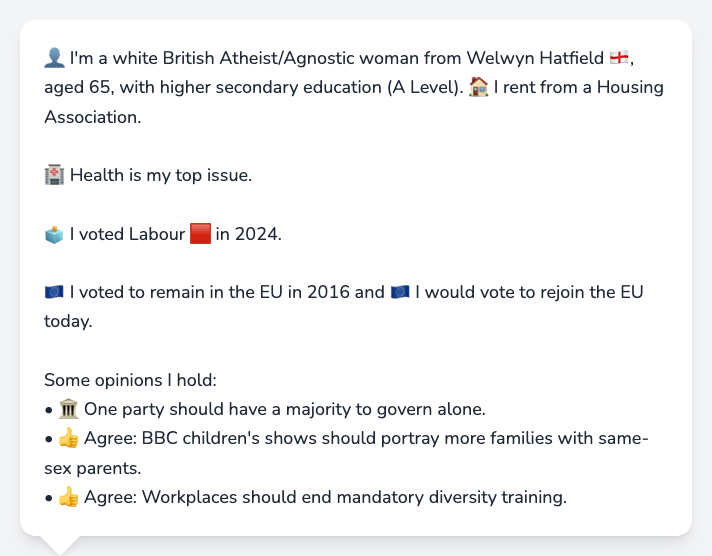 👤 I'm a white British Atheist/Agnostic woman from Welwyn Hatfield 🏴󠁧󠁢󠁥󠁮󠁧󠁿,
aged 65, with higher secondary education (A Level). 🏠 I rent from a Housing
Association.
🏥 Health is my top issue.
🗳️ I voted Labour 🟥 in 2024.
🇪🇺 I voted to remain in the EU in 2016 and 🇪🇺 I would vote to rejoin the EU
today.
Some opinions I hold:
• 🏛️ One party should have a majority to govern alone.
• 👍 Agree: BBC children's shows should portray more families with same-
sex parents.
• 👍 Agree: Workplaces should end mandatory diversity training.